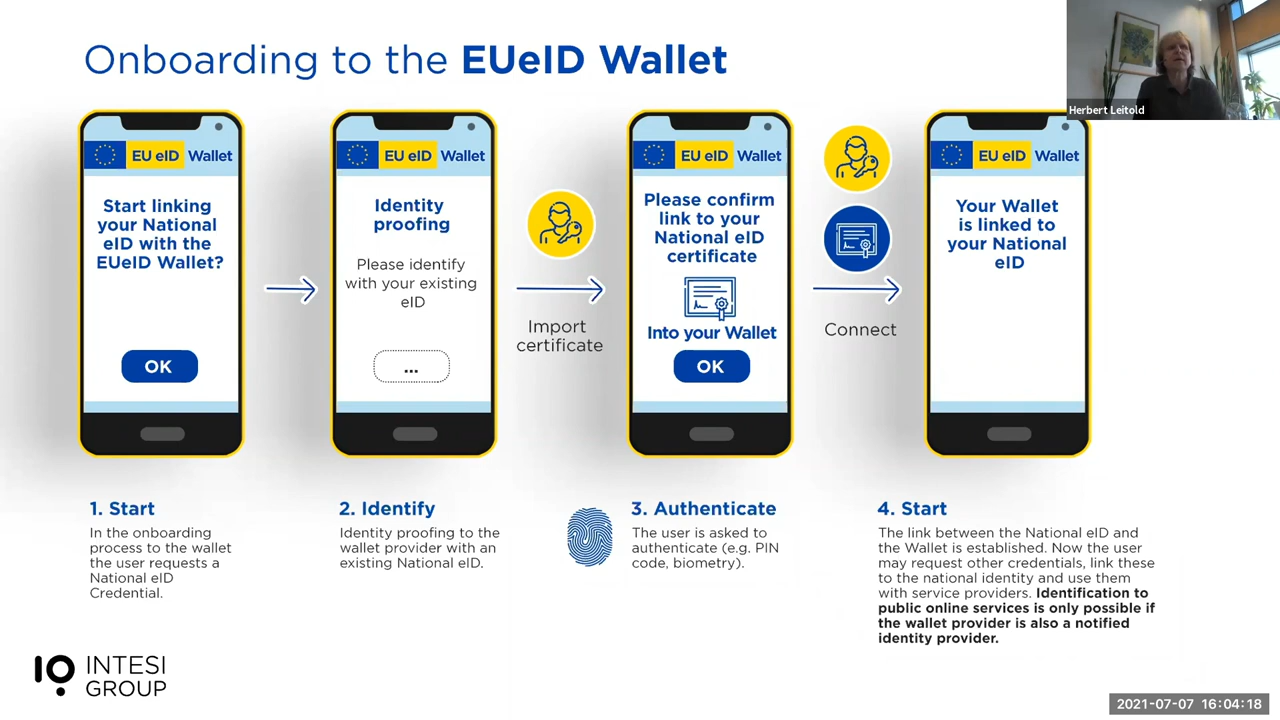 Onboarding to the EUeID Wallet
Herbert Leitold
EU eID Wallet
Start linking
your National
eID with the
EUeID Wallet?
OK
EU eID Wallet
Identity
proofing
Please identify
with your existing
eID
...
Import
certificate
EU eID Wallet
Please confirm
link to your
National eID
certificate
Into your Wallet
OK
Connect
EU eID Wallet
Your Wallet
is linked to
your National
eID
1. Start
In the onboarding
process to the wallet
the user requests a
National eID
Credential.
2. Identify
Identity proofing to the
wallet provider with an
existing National eID.
3. Authenticate
The user is asked to
authenticate (e.g. PIN
code, biometry).
4. Start
The link between the National eID and
the Wallet is established. Now the user
may request other credentials, link these
to the national identity and use them
with service providers. Identification to
public online services is only possible if
the wallet provider is also a notified
identity provider.
INTESI
GROUP
2021-07-07 16:04:18